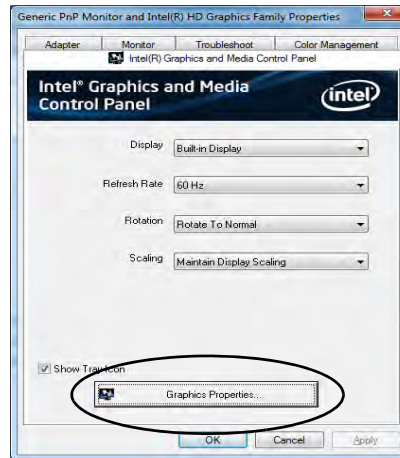 Generic PnP Monitor and Intel(R) HD Graphics Family Properties
Adapter Monitor Troubleshoot Color Management
Intel(R) Graphics and Media Control Panel
Intel® Graphics and Media
Control Panel
intel
Display Built-in Display
Refresh Rate 60 Hz
Rotation Rotate To Normal
Scaling Maintain Display Scaling
Show Tray Icon
Graphics Properties...
OK Cancel Apply